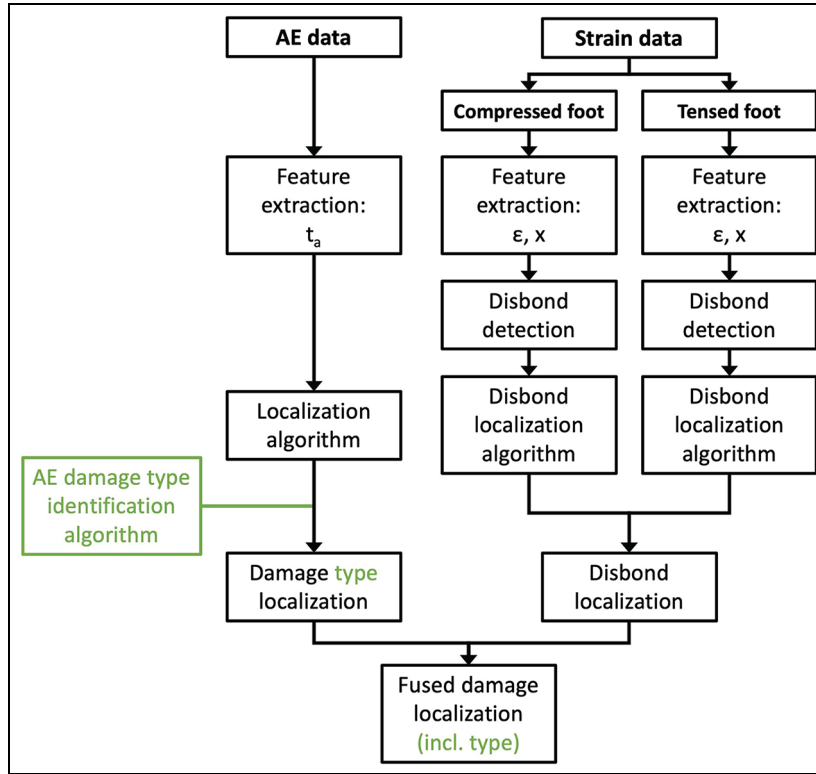 AE data
Strain data
Compressed foot
Tensed foot
Feature
extraction:
tₐ
Feature
extraction:
ε, x
Feature
extraction:
ε, x
Disbond
detection
Disbond
detection
Localization
algorithm
Disbond
localization
algorithm
Disbond
localization
algorithm
AE damage type
identification
algorithm
Damage type
localization
Disbond
localization
Fused damage
localization
(incl. type)